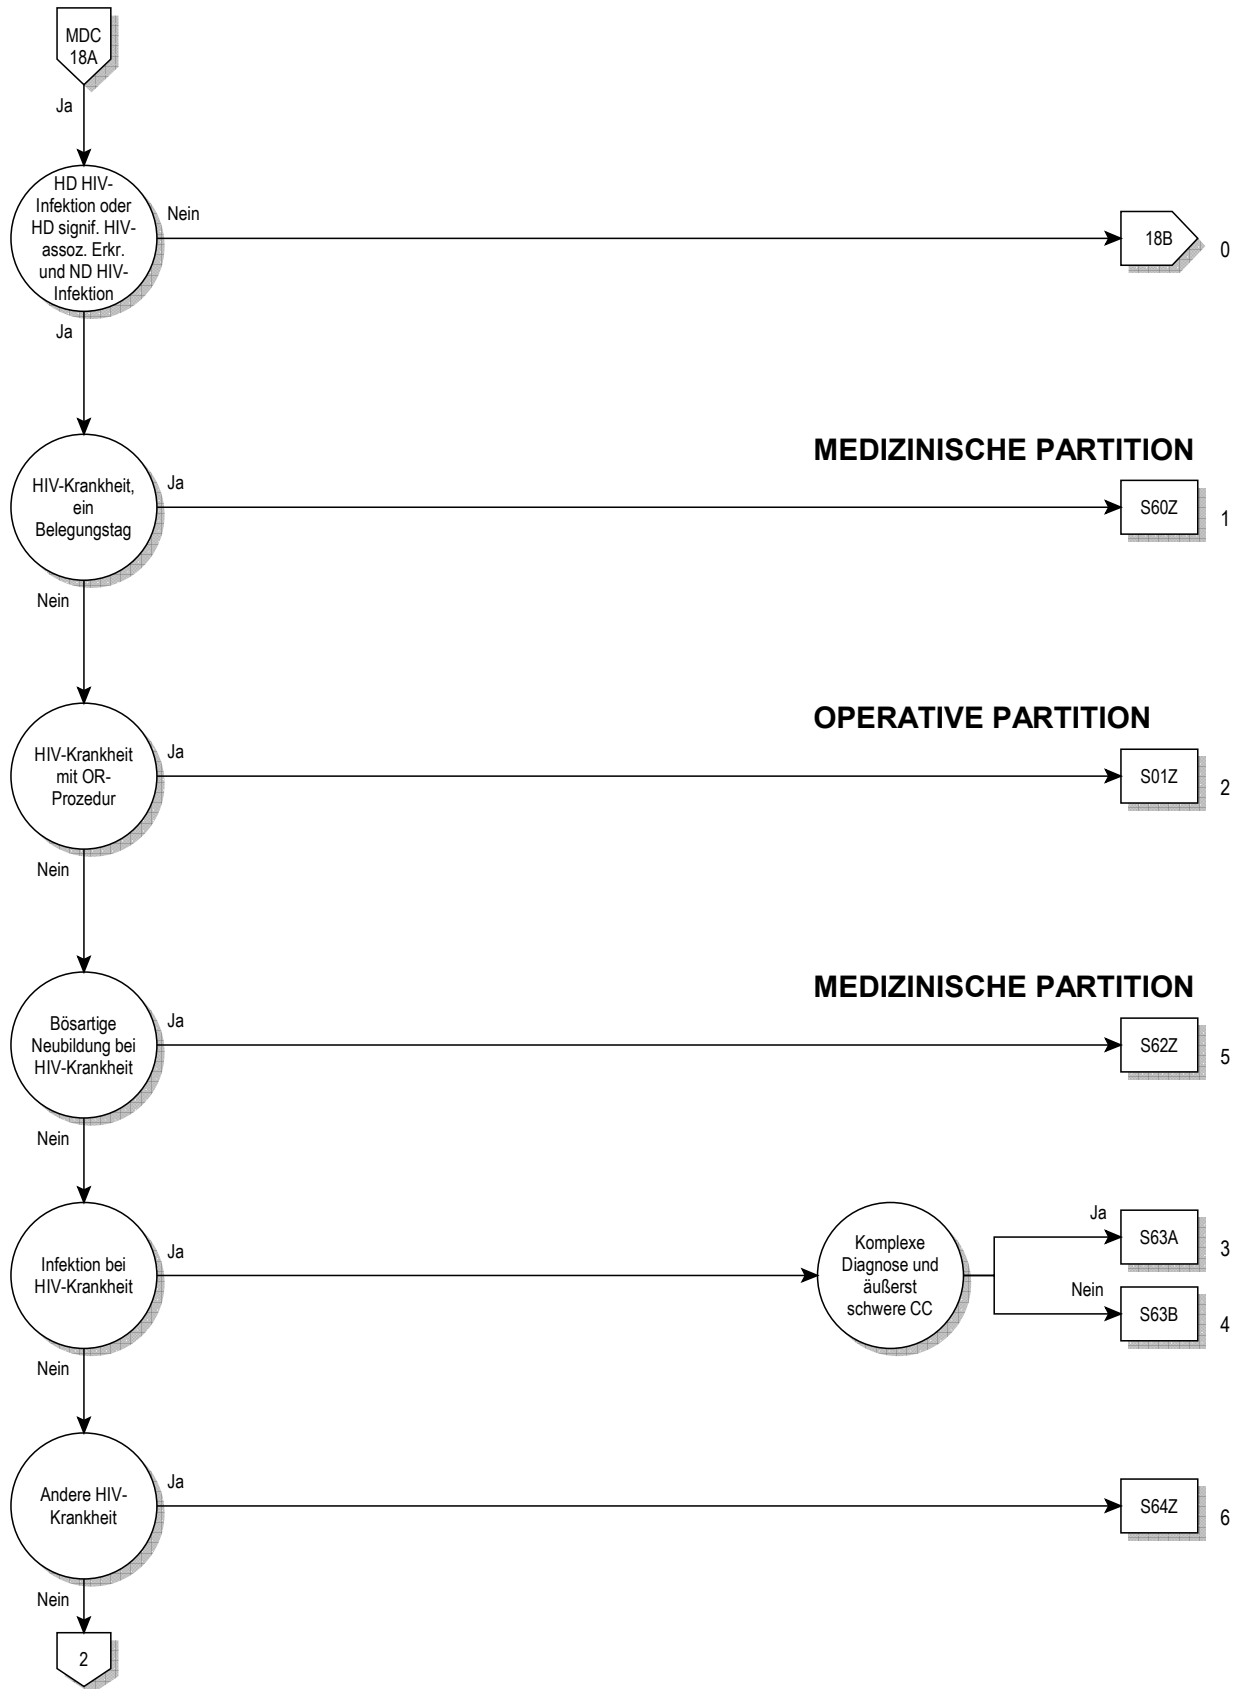 MDC
18A
Ja
HD HIV-
Infektion oder
HD signif. HIV-
assoz. Erkr.
und ND HIV-
Infektion
Nein
18B
0
Ja
MEDIZINISCHE PARTITION
HIV-Krankheit,
ein
Belegungstag
Ja
S60Z
1
Nein
OPERATIVE PARTITION
HIV-Krankheit
mit OR-
Prozedur
Ja
S01Z
2
Nein
MEDIZINISCHE PARTITION
Bösartige
Neubildung bei
HIV-Krankheit
Ja
S62Z
5
Nein
Infektion bei
HIV-Krankheit
Ja
Komplexe
Diagnose und
äußerst
schwere CC
Ja
S63A
3
Nein
S63B
4
Nein
Andere HIV-
Krankheit
Ja
S64Z
6
Nein
2